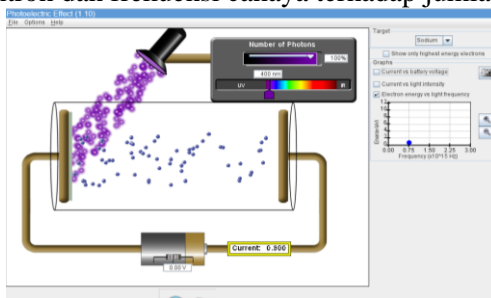 Photoelectric Effect (1.10)
File Options Help
Number of Photons
100%
400 nm
UV
IR
Current: 0.900
0.00 V
Target
Sodium
Show only highest energy electrons
Graphs
Current vs battery voltage
Current vs light intensity
Electron energy vs light frequency
0.00 0.75 1.50 2.25 3.00
Frequency (x10^15 Hz)